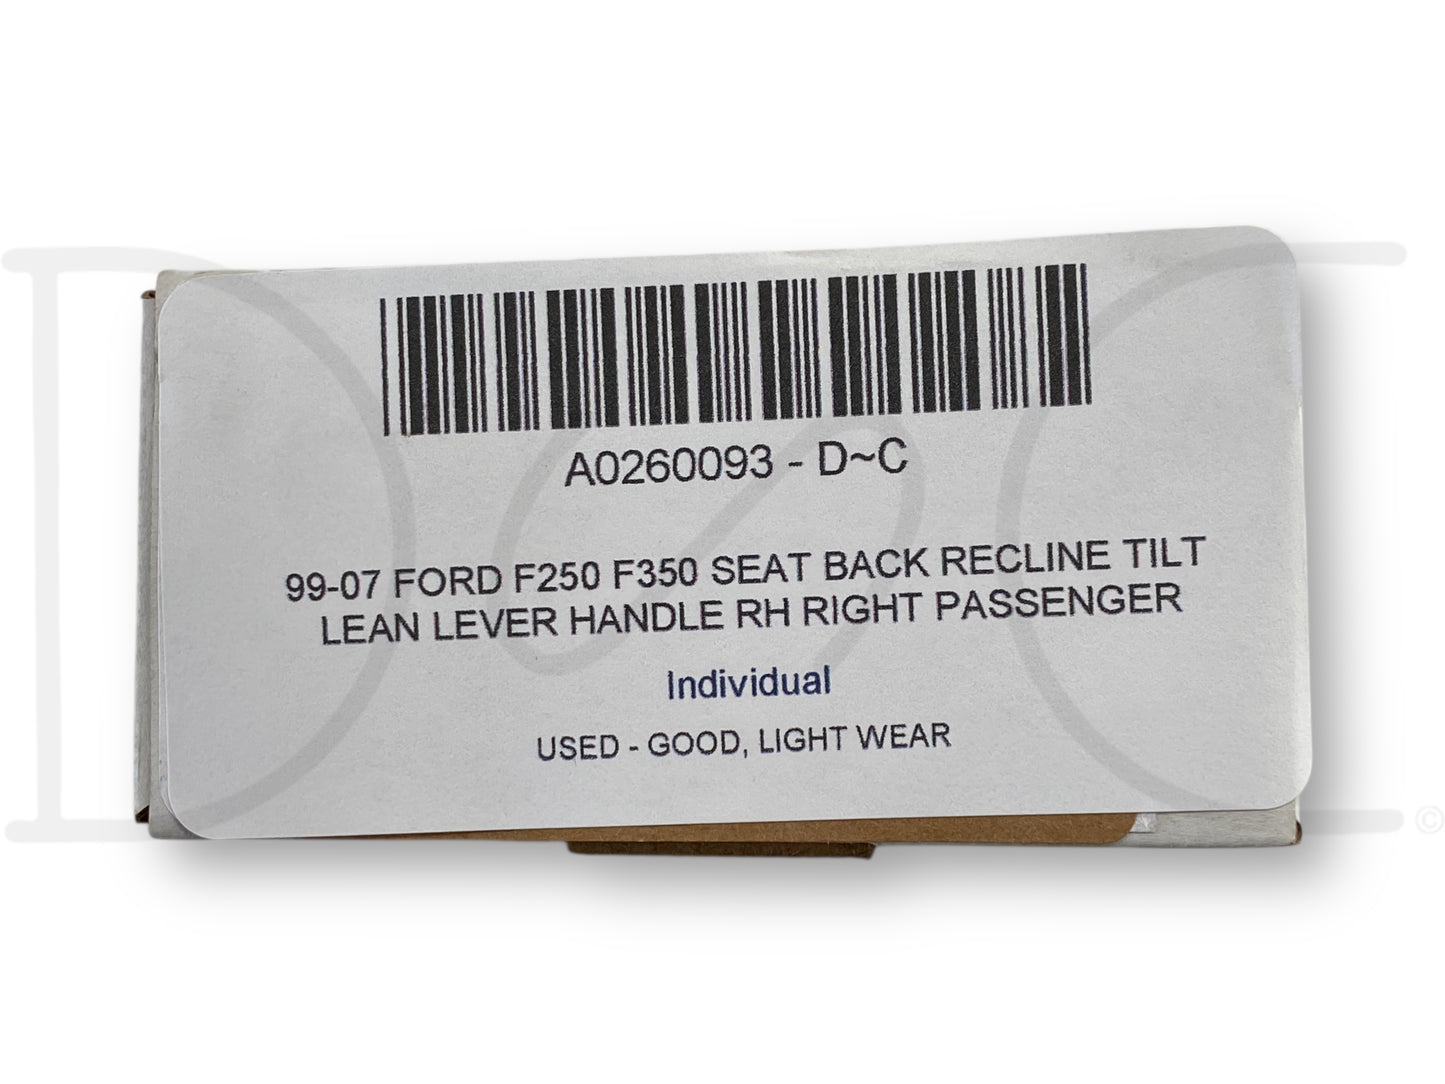 A0260093 - D~C
99-07 FORD F250 F350 SEAT BACK RECLINE TILT
LEAN LEVER HANDLE RH RIGHT PASSENGER
Individual
USED - GOOD, LIGHT WEAR
D~C
©